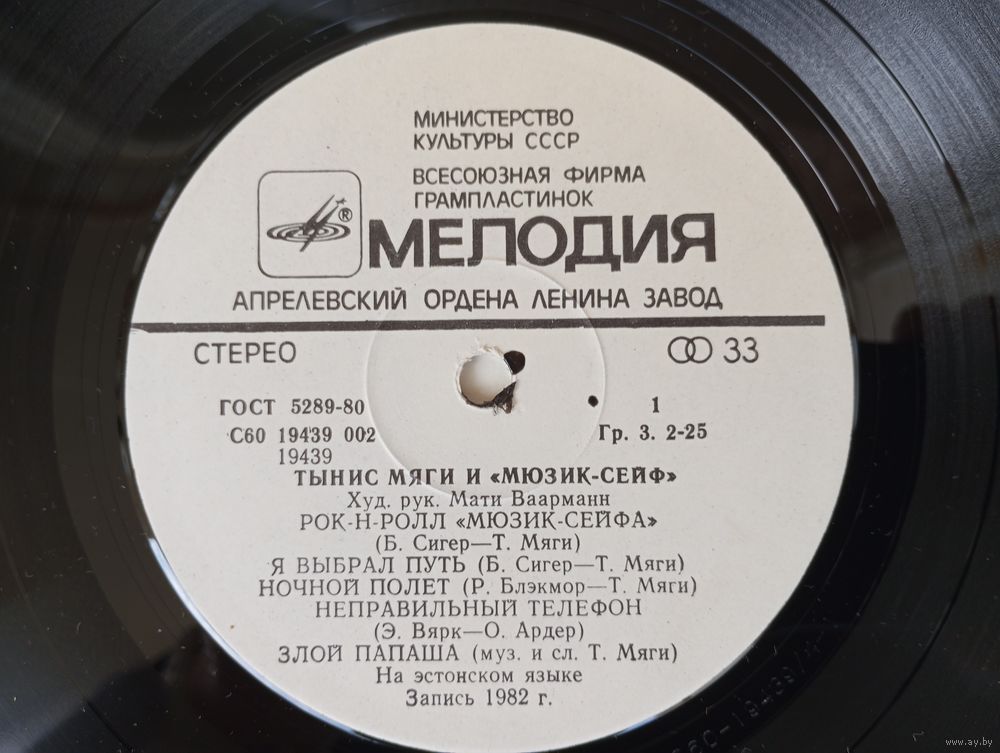 МИНИСТЕРСТВО
КУЛЬТУРЫ СССР
ВСЕСОЮЗНАЯ ФИРМА
ГРАМПЛАСТИНОК
®
МЕЛОДИЯ
АПРЕЛЕВСКИЙ ОРДЕНА ЛЕНИНА ЗАВОД
СТЕРЕО
33
ГОСТ 5289-80
1
С60 19439 002
Гр. 3. 2-25
19439
ТЫНИС МЯГИ И «МЮЗИК-СЕЙФ»
Худ. рук. Мати Ваарманн
РОК-Н-РОЛЛ «МЮЗИК-СЕЙФА»
(Б. Сигер—Т. Мяги)
Я ВЫБРАЛ ПУТЬ (Б. Сигер—Т. Мяги)
НОЧНОЙ ПОЛЕТ (Р. Блэкмор—Т. Мяги)
НЕПРАВИЛЬНЫЙ ТЕЛЕФОН
(Э. Вярк—О. Ардер)
ЗЛОЙ ПАПАША (муз. и сл. Т. Мяги)
На эстонском языке
Запись 1982 г.
www.ay.by